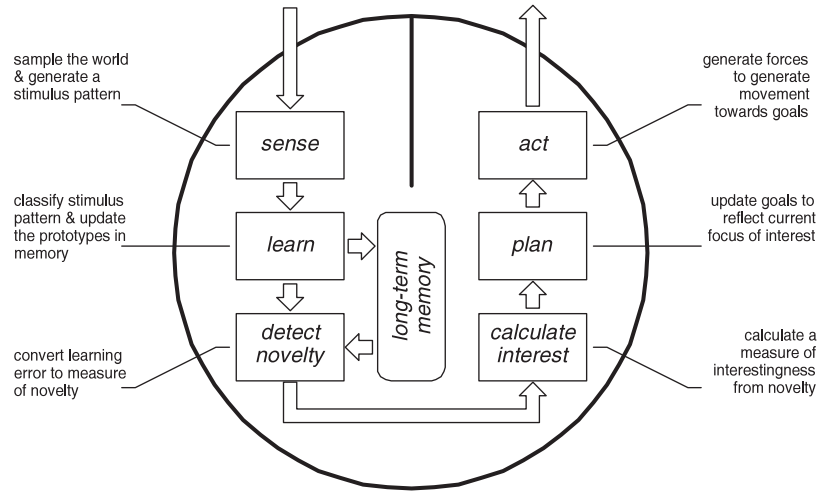 sample the world
& generate a
stimulus pattern
sense
classify stimulus
pattern & update
the prototypes in
memory
learn
long-term
memory
convert learning
error to measure
of novelty
detect
novelty
calculate
interest
calculate a
measure of
interestingness
from novelty
plan
update goals to
reflect current
focus of interest
act
generate forces
to generate
movement
towards goals